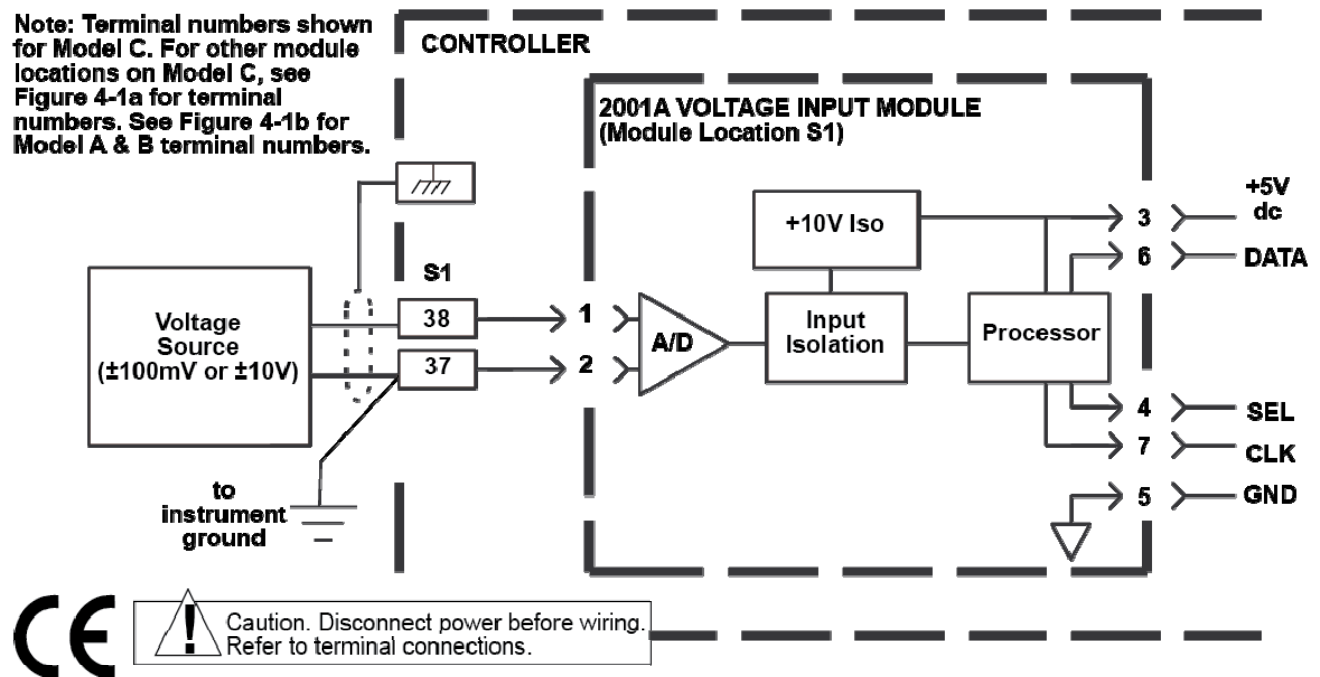 Note: Terminal numbers shown
for Model C. For other module
locations on Model C, see
Figure 4-1a for terminal
numbers. See Figure 4-1b for
Model A & B terminal numbers.
CONTROLLER
2001A VOLTAGE INPUT MODULE
(Module Location S1)
+5V
dc
+10V Iso
3
6
DATA
S1
38
37
1
2
Voltage
Source
(±100mV or ±10V)
A/D
Input
Isolation
Processor
4
SEL
7
CLK
5
GND
to
instrument
ground
CE
!
Caution. Disconnect power before wiring.
Refer to terminal connections.